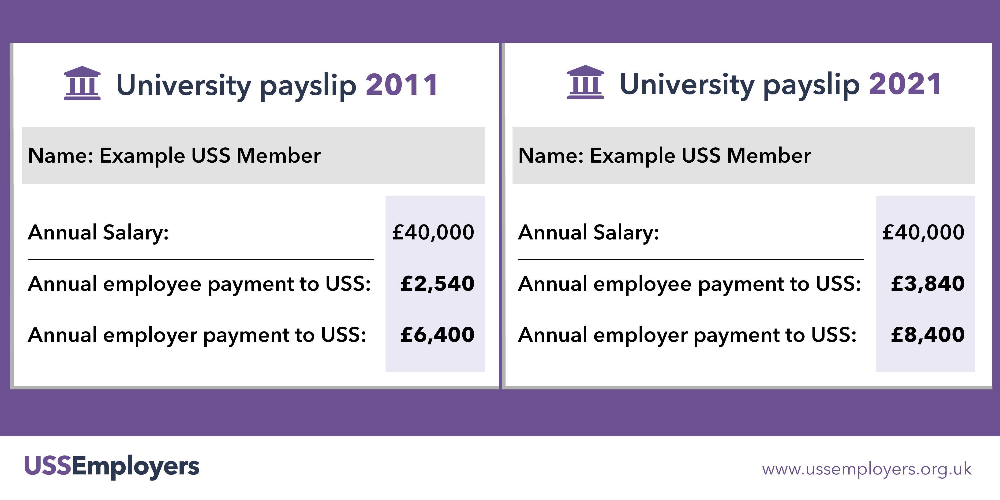 University payslip 2011
Name: Example USS Member
Annual Salary: £40,000
Annual employee payment to USS: £2,540
Annual employer payment to USS: £6,400
University payslip 2021
Name: Example USS Member
Annual Salary: £40,000
Annual employee payment to USS: £3,840
Annual employer payment to USS: £8,400
USSEmployers
www.ussemployers.org.uk